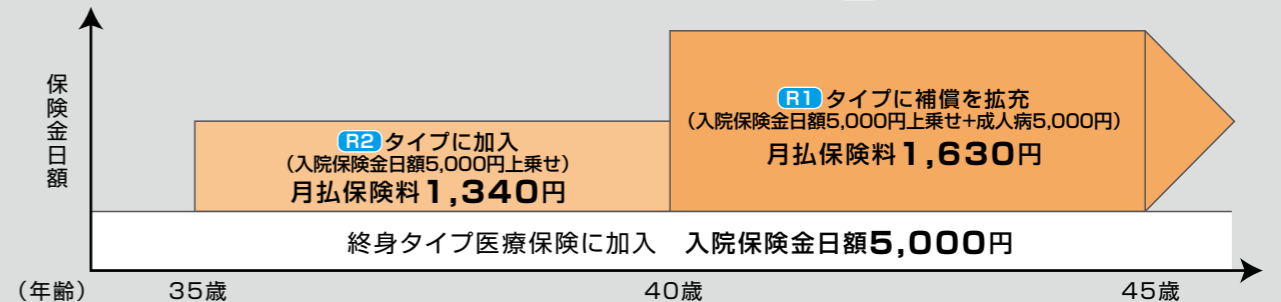 保険金日額
R2 タイプに加入
（入院保険金日額5,000円上乗せ）
月払保険料1,340円
R1 タイプに補償を拡充
（入院保険金日額5,000円上乗せ+成人病5,000円）
月払保険料1,630円
終身タイプ医療保険に加入　入院保険金日額5,000円
（年齢）　35歳　40歳　45歳